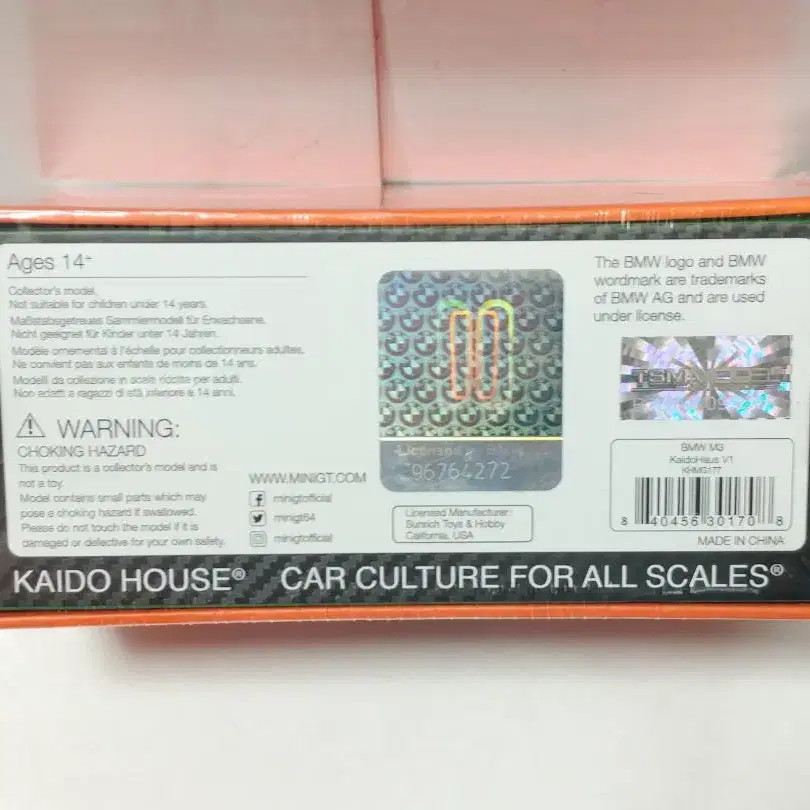 Ages 14+
Collector's model.
Not suitable for children under 14 years.
Maßstabsgetreues Sammlermodell für Erwachsene.
Nicht geeignet für Kinder unter 14 Jahren.
Modèle ornemental à l'échelle pour collectionneurs adultes.
Ne convient pas aux enfants de moins de 14 ans.
Modelli da collezione in scala ridotta per adulti.
Non adatti a ragazzi di età inferiore a 14 anni.
WARNING:
CHOKING HAZARD
This product is a collector's model and is
not a toy.
Model contains small parts which may
pose a choking hazard if swallowed.
Please do not touch the model if it is
damaged or defective for your own safety.
WWW.MINIGT.COM
minigtofficial
minigt64
minigtofficial
Licensed
96764272
Licensed Manufacturer:
Sunrich Toys & Hobby
California, USA
The BMW logo and BMW
wordmark are trademarks
of BMW AG and are used
under license.
TSM
BMW M3
KaidoHaus V1
KHMG177
8 40456 30170 8
MADE IN CHINA
KAIDO HOUSE® CAR CULTURE FOR ALL SCALES®